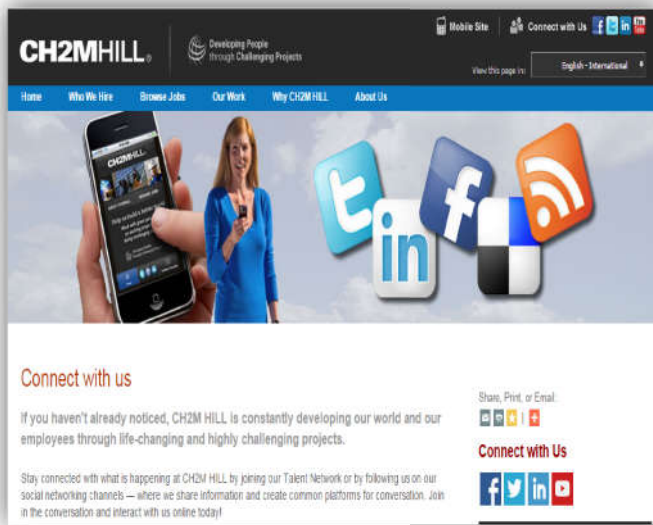 Mobile Site
Connect with Us
CH2MHILL®
Developing People
through Challenging Projects
View this page in:
English - International
Home Who We Hire Browse Jobs Our Work Why CH2M HILL About Us
CH2MHILL
Connect with us
If you haven't already noticed, CH2M HILL is constantly developing our world and our
employees through life-changing and highly challenging projects.
Stay connected with what is happening at CH2M HILL by joining our Talent Network or by following us on our
social networking channels — where we share information and create common platforms for conversation. Join
in the conversation and interact with us online today!
Share, Print, or Email:
Connect with Us